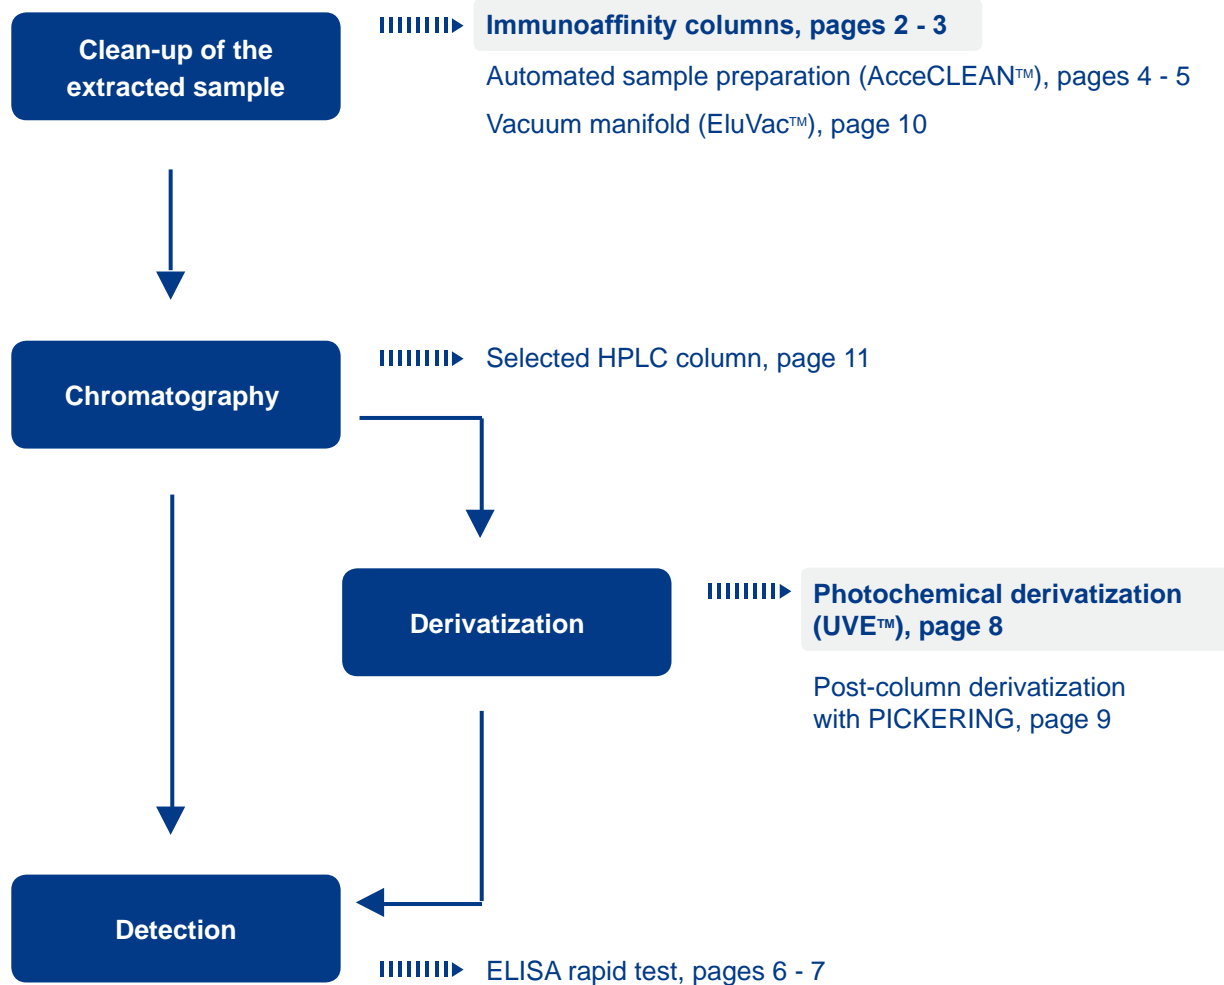 Clean-up of the
extracted sample
Immunoaffinity columns, pages 2 - 3
Automated sample preparation (AcceCLEAN™), pages 4 - 5
Vacuum manifold (EluVac™), page 10
Chromatography
Selected HPLC column, page 11
Derivatization
Photochemical derivatization
(UVE™), page 8
Post-column derivatization
with PICKERING, page 9
Detection
ELISA rapid test, pages 6 - 7